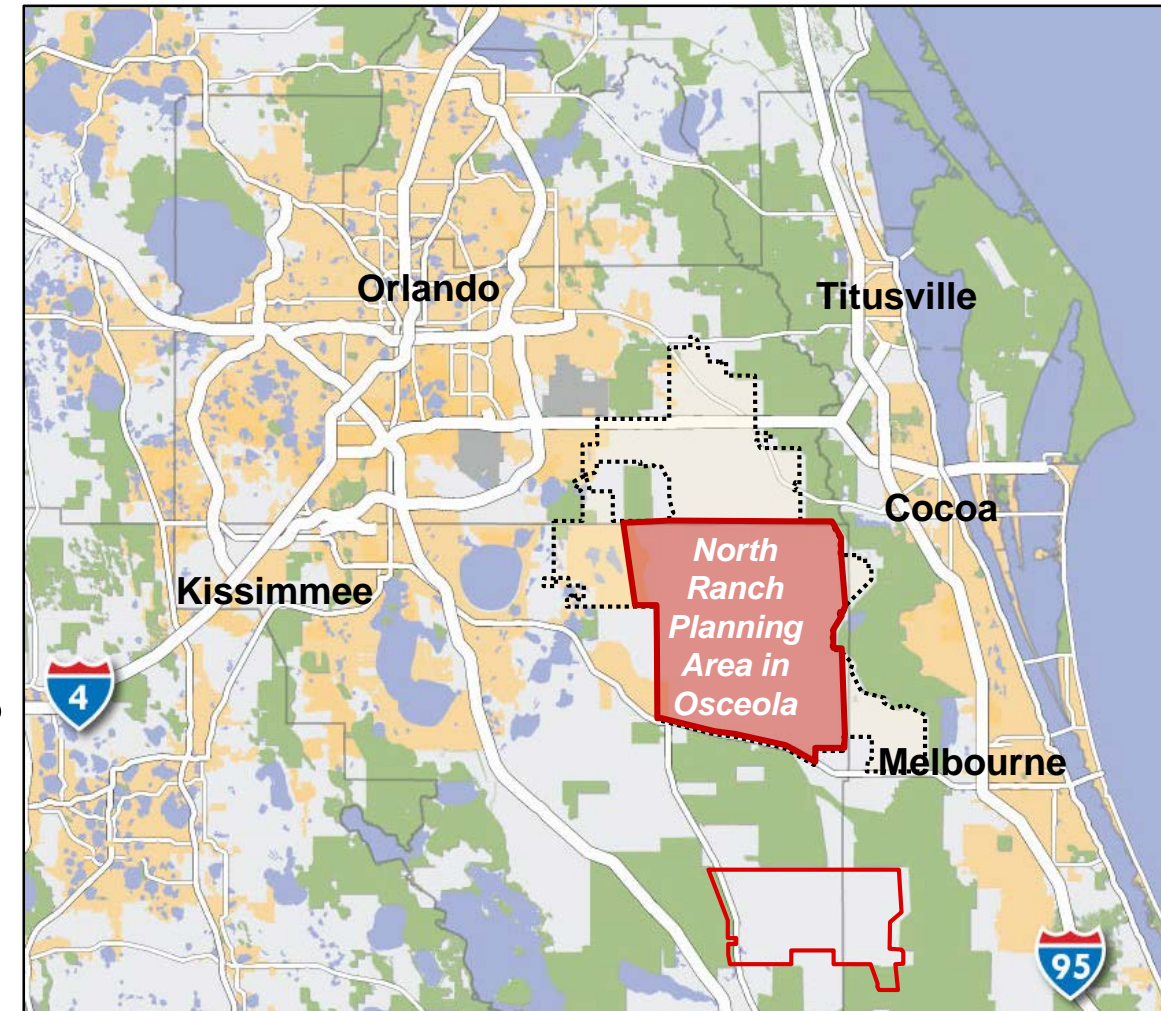 Orlando
Titusville
Cocoa
North
Ranch
Planning
Area in
Osceola
Kissimmee
4
Melbourne
95